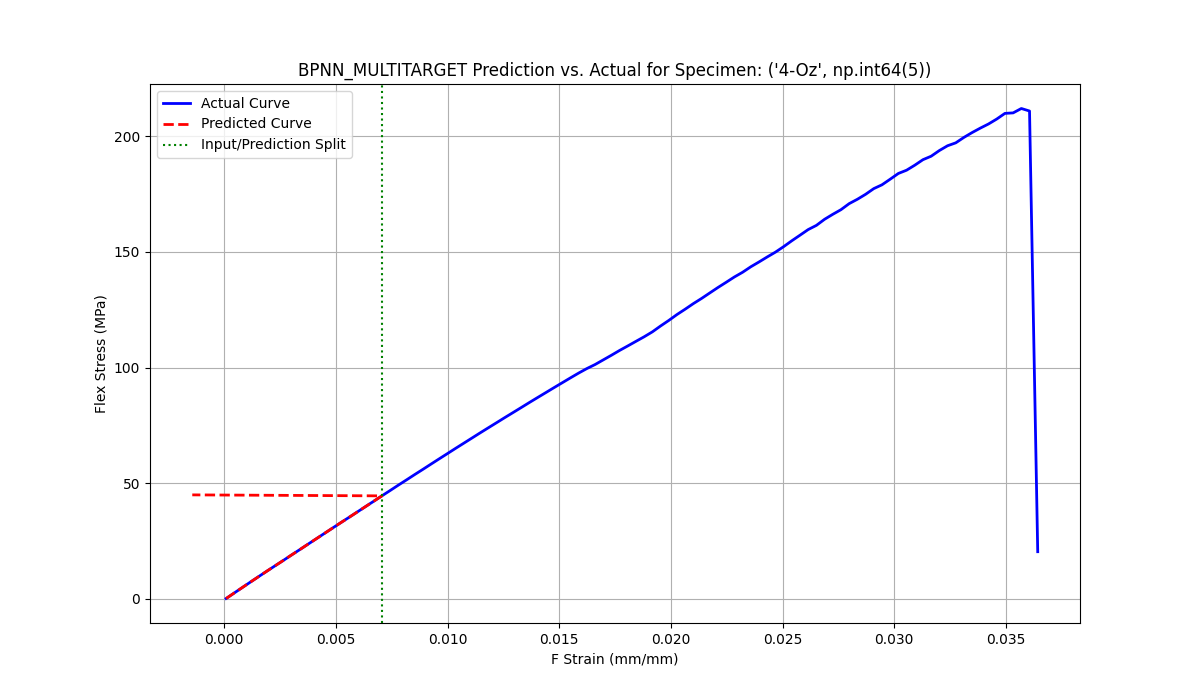 BPNN_MULTITARGET Prediction vs. Actual for Specimen: ('4-Oz', np.int64(5))
Actual Curve
Predicted Curve
Input/Prediction Split
200
150
100
50
0
Flex Stress (MPa)
0.000 0.005 0.010 0.015 0.020 0.025 0.030 0.035
F Strain (mm/mm)